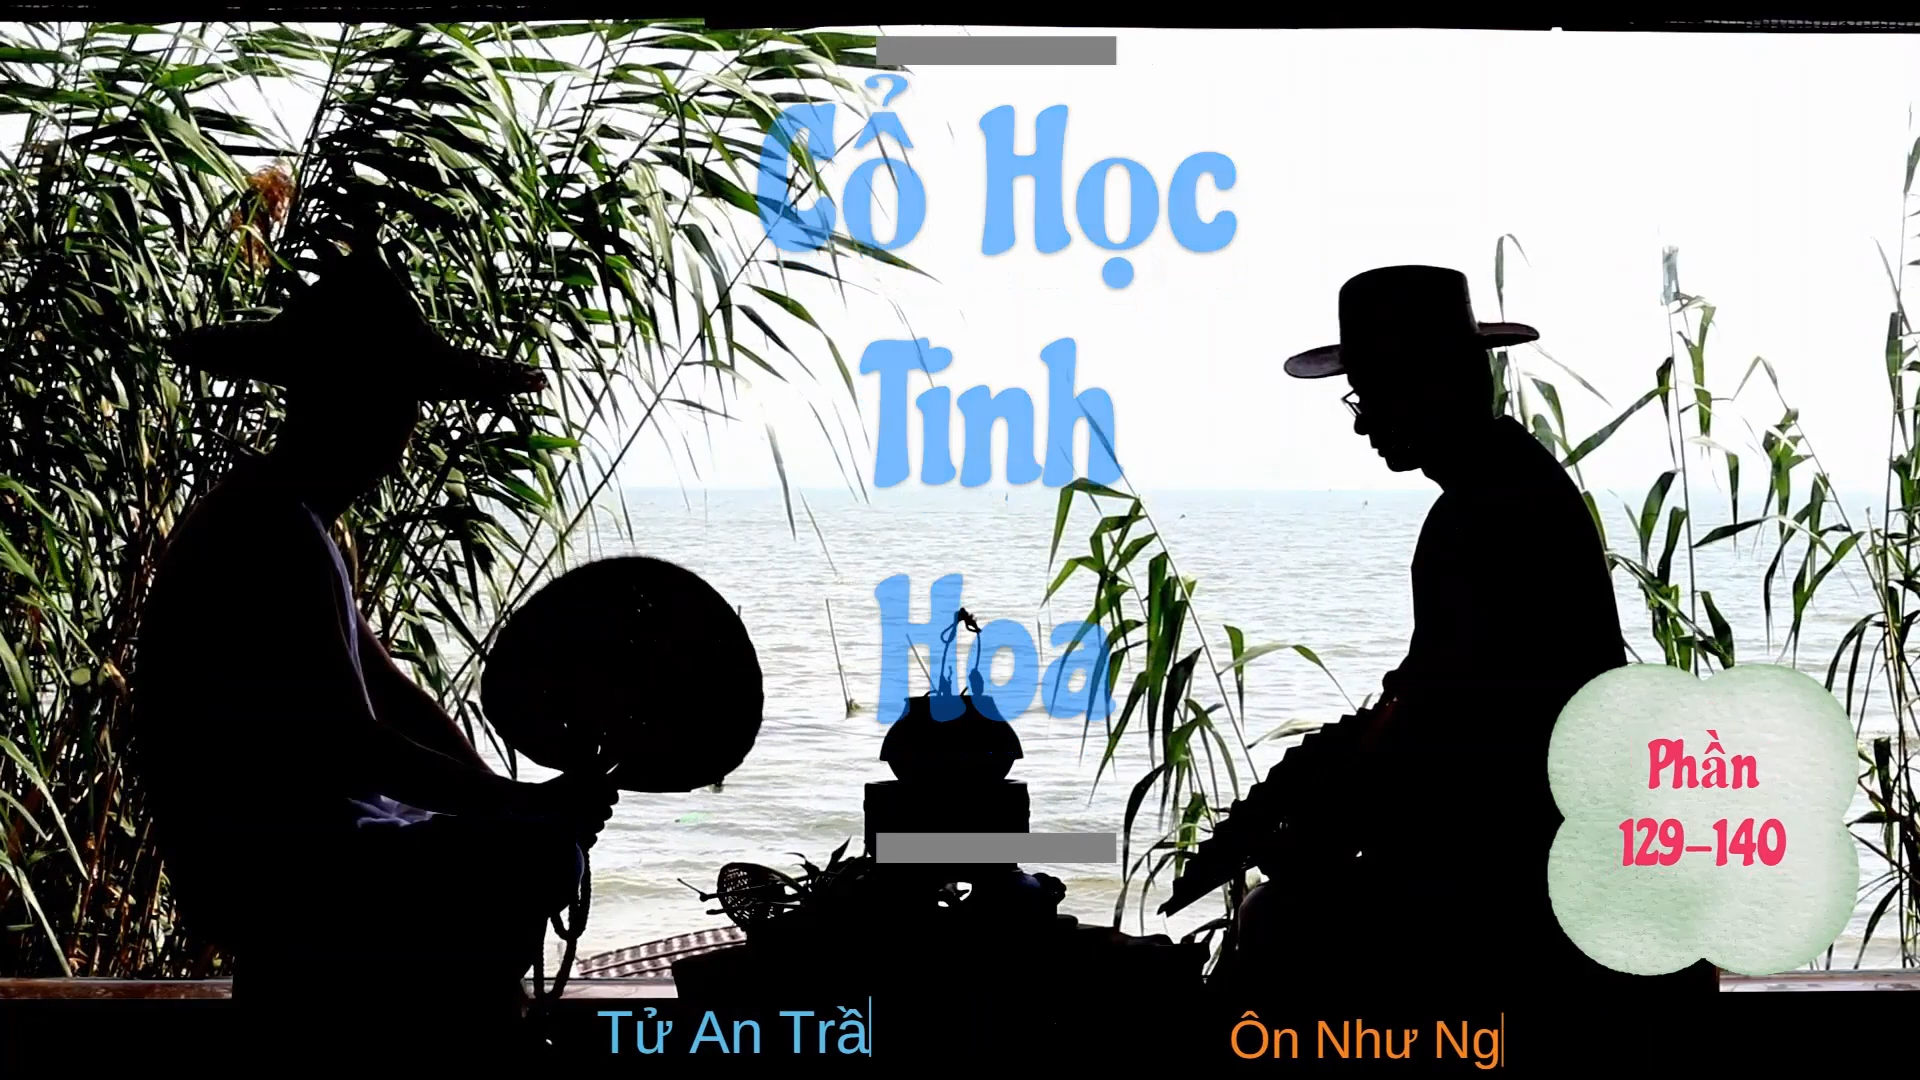 Cổ Học
Tinh
Hoa
Phần
129-140
Tử An Trầ
Ôn Như Ng